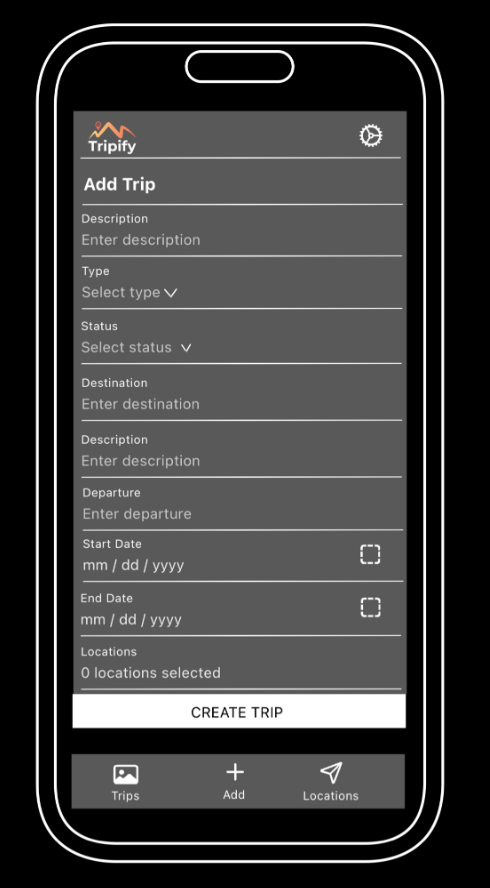 Tripify
Add Trip
Description
Enter description
Type
Select type
Status
Select status
Destination
Enter destination
Description
Enter description
Departure
Enter departure
Start Date
mm / dd / yyyy
End Date
mm / dd / yyyy
Locations
0 locations selected
CREATE TRIP
Trips Add Locations